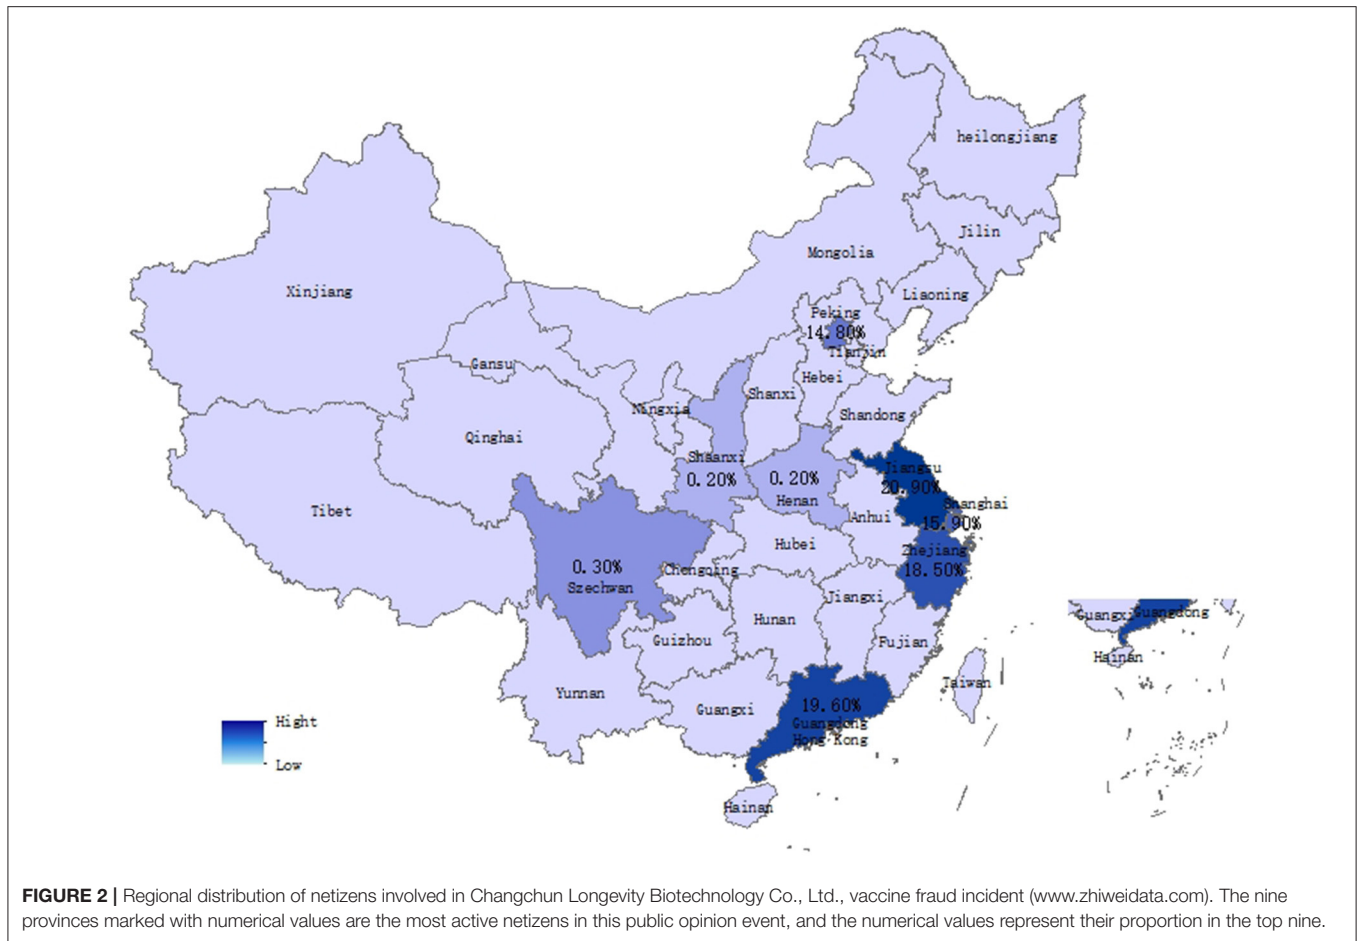 heilongjiang
Jilin
Mongolia
Xinjiang
Liaoning
Peking
14.80%
Tianjin
Gansu
Hebei
Shanxi
Ningxia
Shandong
Qinghai
Shaanxi
0.20%
0.20%
Henan
Jiangsu
20.90%
Shanghai
15.90%
Anhui
Tibet
Hubei
Zhejiang
18.50%
0.30%
Szechwan
Chongqing
Jiangxi
Hunan
Guizhou
Fujian
Guangxi
Guangdong
Hainan
Taiwan
Yunnan
Guangxi
19.60%
Guangdong
Hong Kong
Hight
Low
Hainan
FIGURE 2 | Regional distribution of netizens involved in Changchun Longevity Biotechnology Co., Ltd., vaccine fraud incident (www.zhiweidata.com). The nine
provinces marked with numerical values are the most active netizens in this public opinion event, and the numerical values represent their proportion in the top nine.